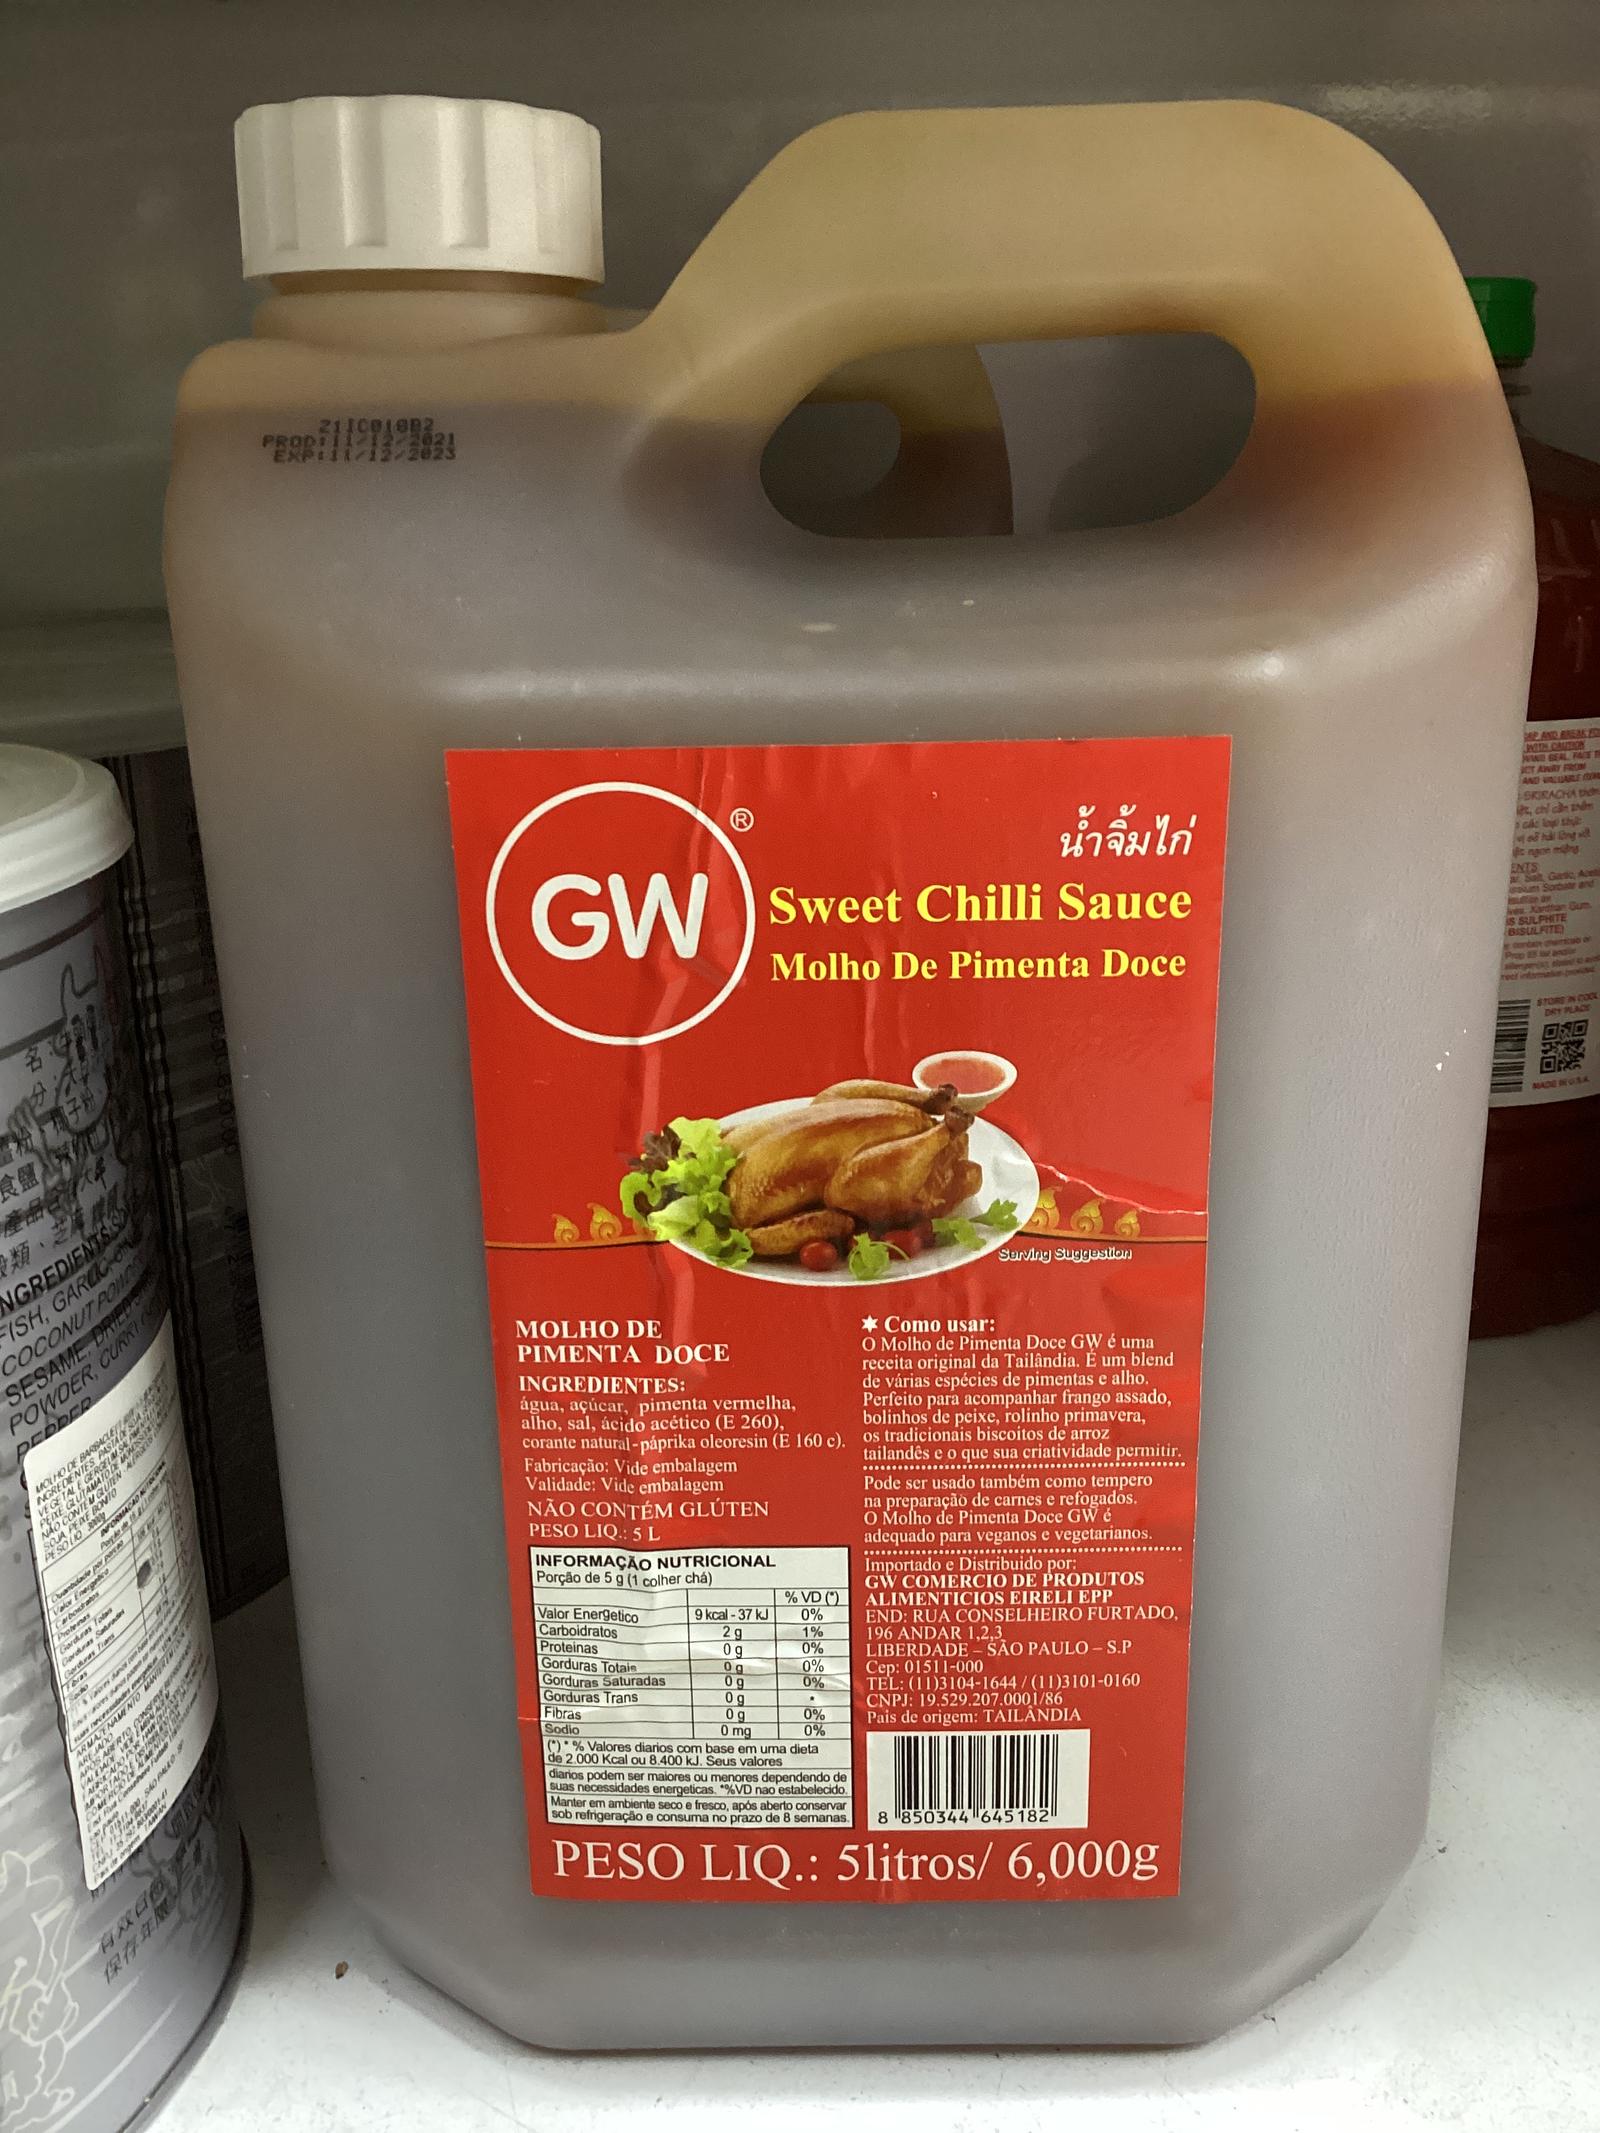 Z1IC010B2
PROD:11/12/2021
EXP:11/12/2023
GW®
น้ำจิ้มไก่
Sweet Chilli Sauce
Molho De Pimenta Doce
Serving Suggestion
MOLHO DE
PIMENTA DOCE
INGREDIENTES:
água, açúcar, pimenta vermelha,
alho, sal, ácido acético (E 260),
corante natural-páprika oleoresin (E 160 c).
Fabricação: Vide embalagem
Validade: Vide embalagem
NÃO CONTÉM GLÚTEN
PESO LIQ.: 5 L
INFORMAÇÃO NUTRICIONAL
Porção de 5 g (1 colher chá)
% VD (*)
Valor Energetico 9 kcal - 37 kJ 0%
Carboidratos 2 g 1%
Proteinas 0 g 0%
Gorduras Totais 0 g 0%
Gorduras Saturadas 0 g 0%
Gorduras Trans 0 g *
Fibras 0 g 0%
Sodio 0 mg 0%
(*) * % Valores diarios com base em uma dieta
de 2.000 Kcal ou 8.400 kJ. Seus valores
diarios podem ser maiores ou menores dependendo de
suas necessidades energeticas. *%VD nao estabelecido.
Manter em ambiente seco e fresco, após aberto conservar
sob refrigeração e consuma no prazo de 8 semanas.
✶ Como usar:
O Molho de Pimenta Doce GW é uma
receita original da Tailândia. É um blend
de várias espécies de pimentas e alho.
Perfeito para acompanhar frango assado,
bolinhos de peixe, rolinho primavera,
os tradicionais biscoitos de arroz
tailandês e o que sua criatividade permitir.
Pode ser usado também como tempero
na preparação de carnes e refogados.
O Molho de Pimenta Doce GW é
adequado para veganos e vegetarianos.
Importado e Distribuido por:
GW COMERCIO DE PRODUTOS
ALIMENTICIOS EIRELI EPP
END: RUA CONSELHEIRO FURTADO,
196 ANDAR 1,2,3
LIBERDADE – SÃO PAULO – S.P
Cep: 01511-000
TEL: (11)3104-1644 / (11)3101-0160
CNPJ: 19.529.207.0001/86
Pais de origem: TAILÂNDIA
8 850344 645182
PESO LIQ.: 5litros/ 6,000g
INGREDIENTS
FISH, GARLIC
COCONUT POWDER
SESAME, DRIED
POWDER, CURRY
PEPPER
WITH CAUTION
SRIRACHA
STORE IN COOL
DRY PLACE
MADE IN U.S.A.